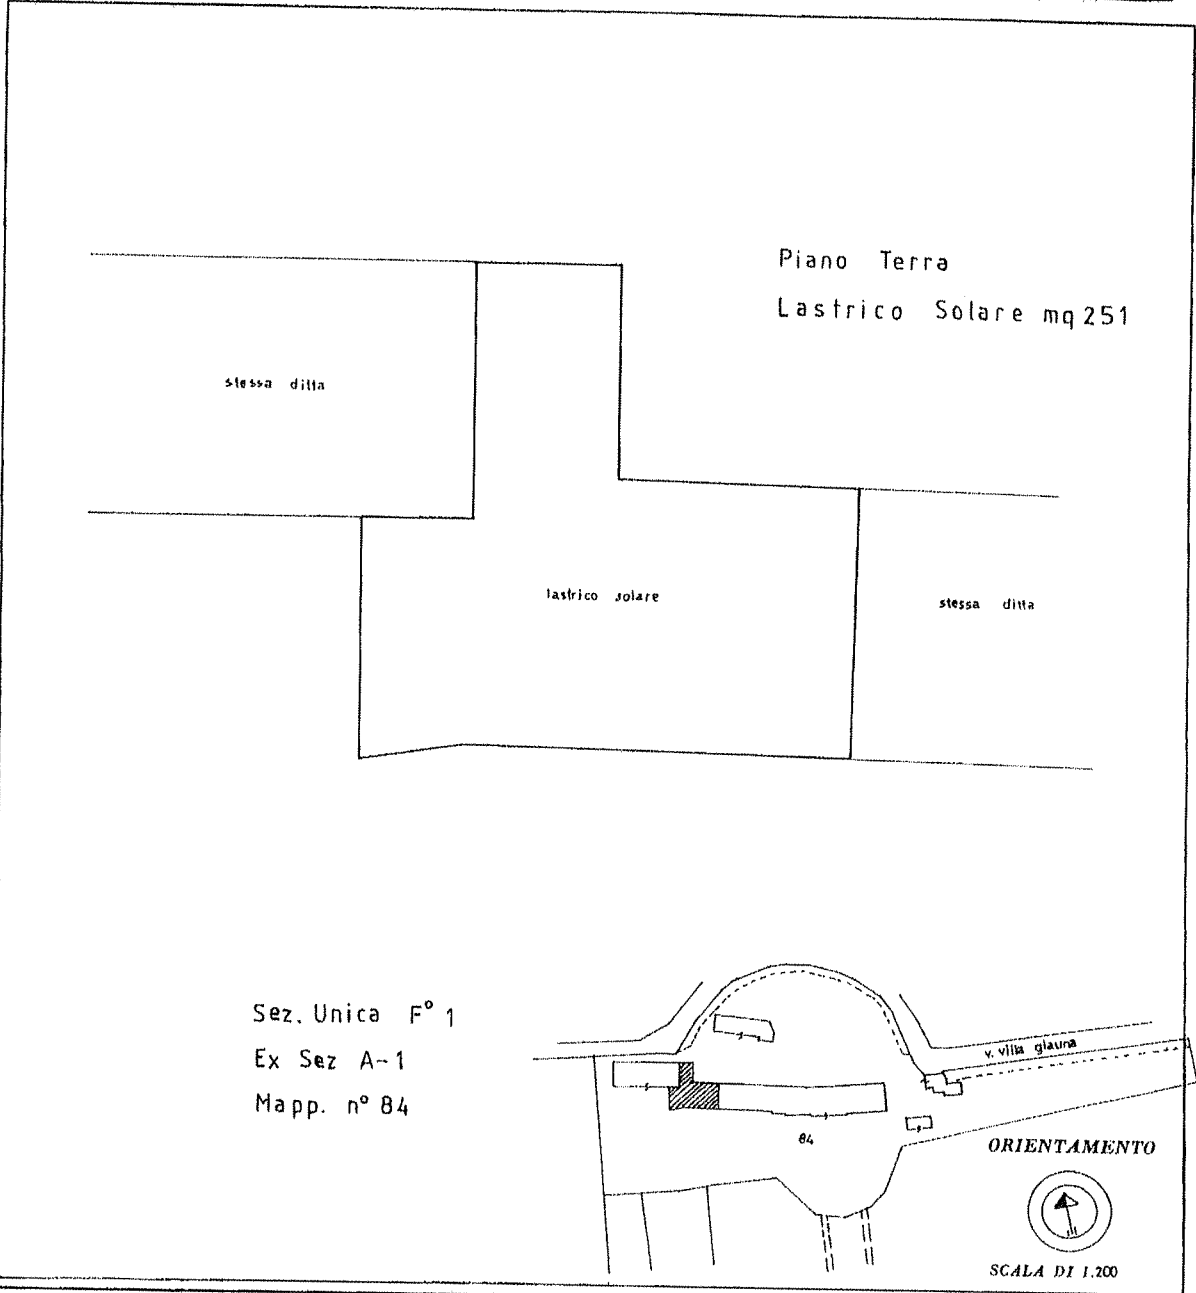 Piano Terra
Lastrico Solare mq 251
stessa ditta
lastrico solare
stessa ditta
Sez. Unica F° 1
Ex Sez A-1
Mapp. n° 84
v. villa glauna
84
ORIENTAMENTO
SCALA DI 1.200